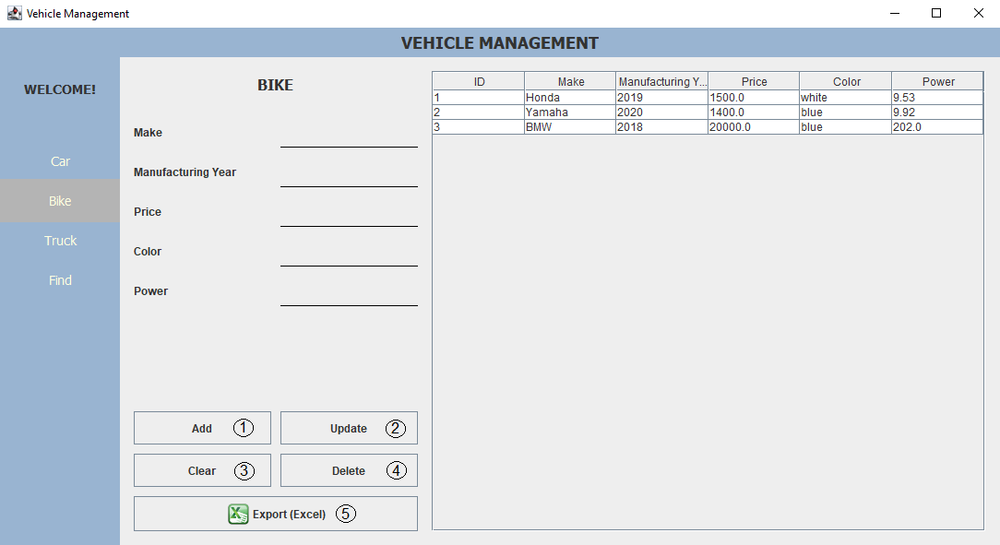 Vehicle Management
VEHICLE MANAGEMENT
WELCOME!
Car
Bike
Truck
Find
BIKE
Make
Manufacturing Year
Price
Color
Power
Add ①
Update ②
Clear ③
Delete ④
Export (Excel) ⑤
ID Make Manufacturing Y... Price Color Power
1 Honda 2019 1500.0 white 9.53
2 Yamaha 2020 1400.0 blue 9.92
3 BMW 2018 20000.0 blue 202.0